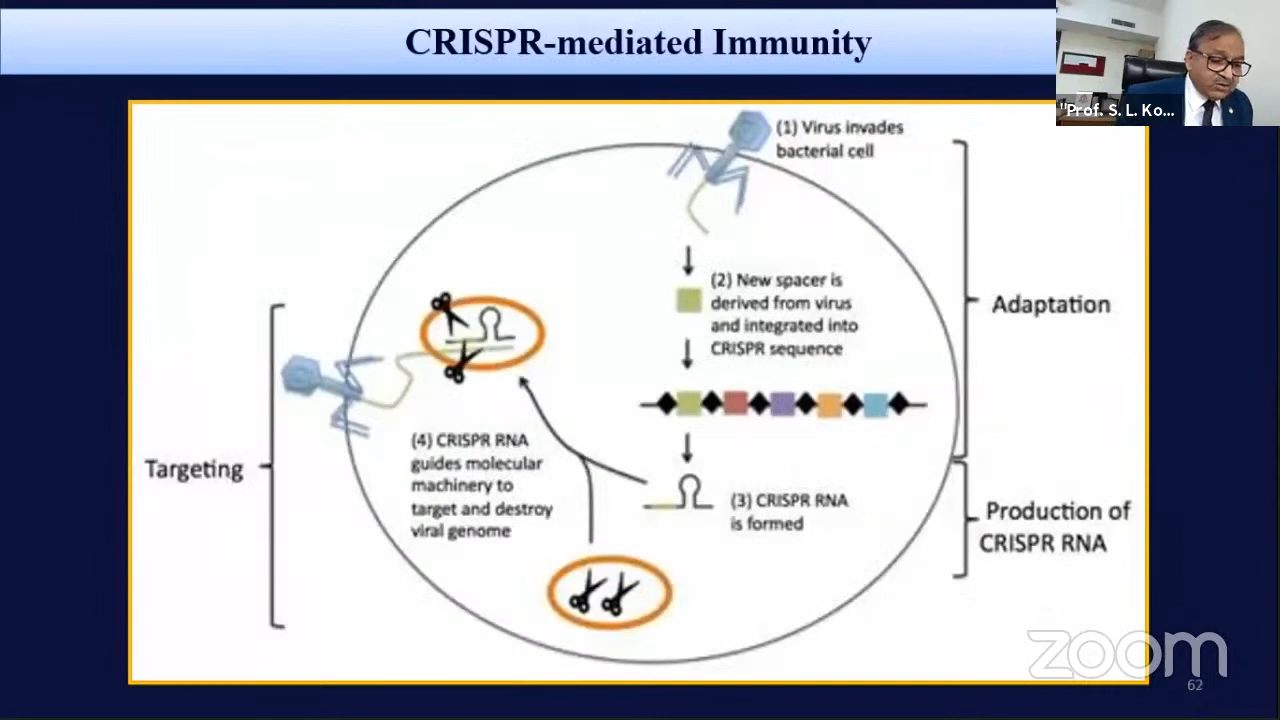 CRISPR-mediated Immunity
"Prof. S. L. Ko...
(1) Virus invades
bacterial cell
(2) New spacer is
derived from virus
and integrated into
CRISPR sequence
Adaptation
(4) CRISPR RNA
guides molecular
machinery to
target and destroy
viral genome
Targeting
(3) CRISPR RNA
is formed
Production of
CRISPR RNA
zoom
62